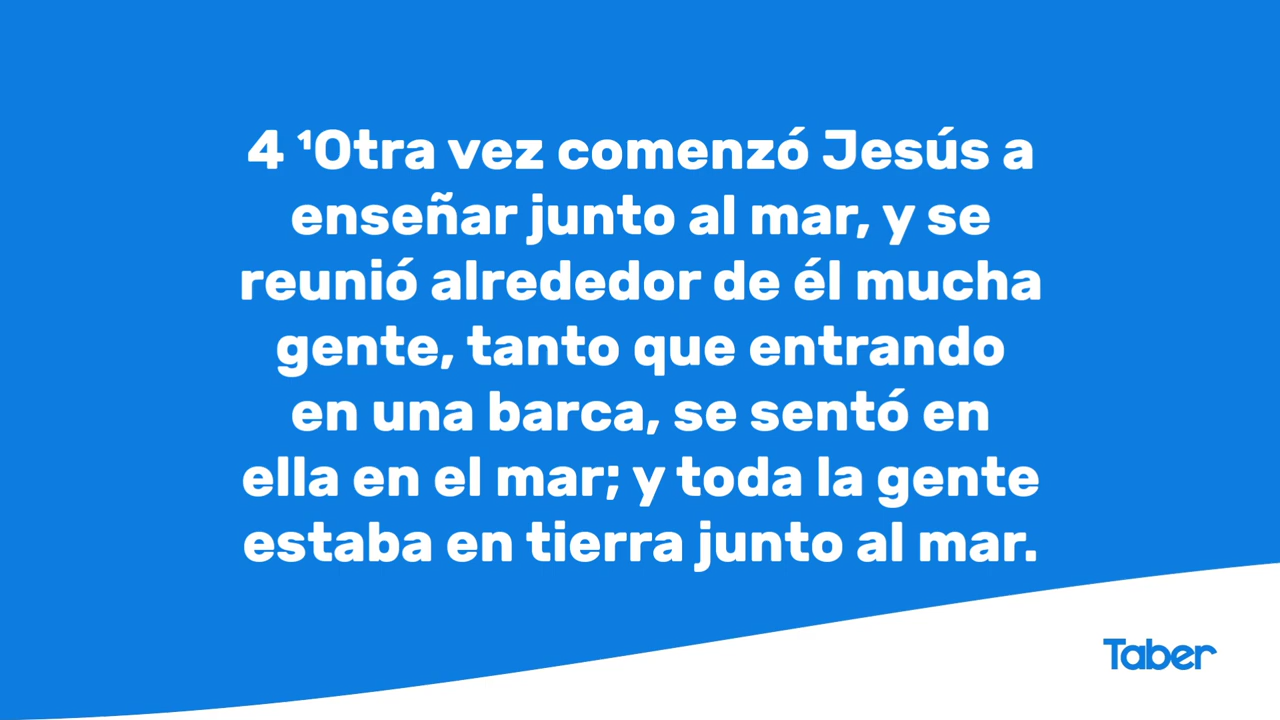 4 ¹Otra vez comenzó Jesús a
enseñar junto al mar, y se
reunió alrededor de él mucha
gente, tanto que entrando
en una barca, se sentó en
ella en el mar; y toda la gente
estaba en tierra junto al mar.
Taber